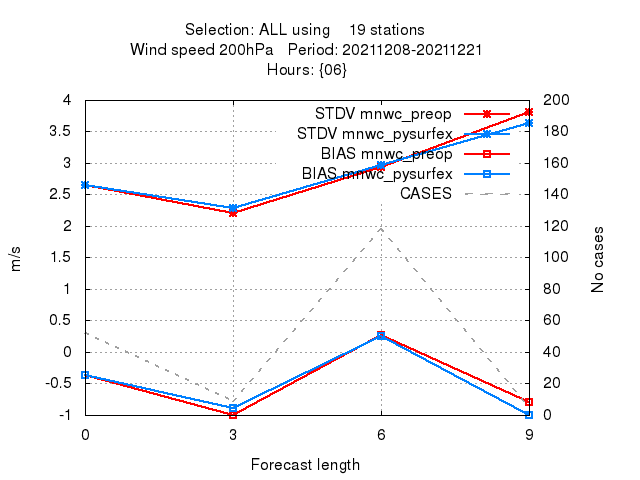 Selection: ALL using 19 stations
Wind speed 200hPa Period: 20211208-20211221
Hours: {06}
4 200
STDV mnwc_preop
3.5 180
STDV mnwc_pysurfex
BIAS mnwc_preop
3 160
BIAS mnwc_pysurfex
2.5 140
CASES
2 120
1.5 100
m/s
No cases
1 80
0.5 60
0 40
-0.5 20
-1 0
0 3 6 9
Forecast length